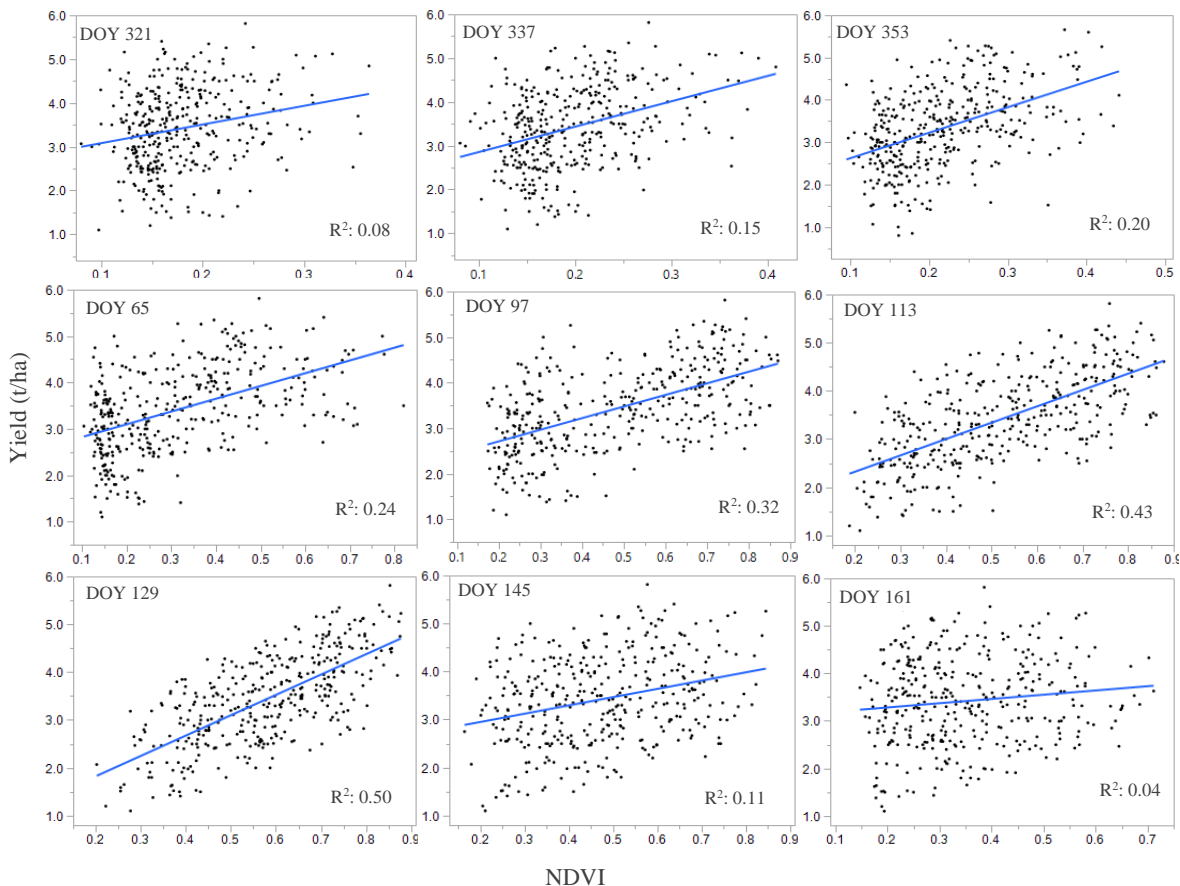 DOY 321
6.0
5.0
4.0
3.0
2.0
1.0
R²: 0.08
0.1 0.2 0.3 0.4
DOY 337
6.0
5.0
4.0
3.0
2.0
1.0
R²: 0.15
0.1 0.2 0.3 0.4
DOY 353
6.0
5.0
4.0
3.0
2.0
1.0
R²: 0.20
0.1 0.2 0.3 0.4 0.5
Yield (t/ha)
DOY 65
6.0
5.0
4.0
3.0
2.0
1.0
R²: 0.24
0.1 0.2 0.3 0.4 0.5 0.6 0.7 0.8
DOY 97
6.0
5.0
4.0
3.0
2.0
1.0
R²: 0.32
0.1 0.2 0.3 0.4 0.5 0.6 0.7 0.8 0.9
DOY 113
6.0
5.0
4.0
3.0
2.0
1.0
R²: 0.43
0.2 0.3 0.4 0.5 0.6 0.7 0.8 0.9
DOY 129
6.0
5.0
4.0
3.0
2.0
1.0
R²: 0.50
0.2 0.3 0.4 0.5 0.6 0.7 0.8 0.9
DOY 145
6.0
5.0
4.0
3.0
2.0
1.0
R²: 0.11
0.2 0.3 0.4 0.5 0.6 0.7 0.8 0.9
DOY 161
6.0
5.0
4.0
3.0
2.0
1.0
R²: 0.04
0.1 0.2 0.3 0.4 0.5 0.6 0.7 0.8
NDVI